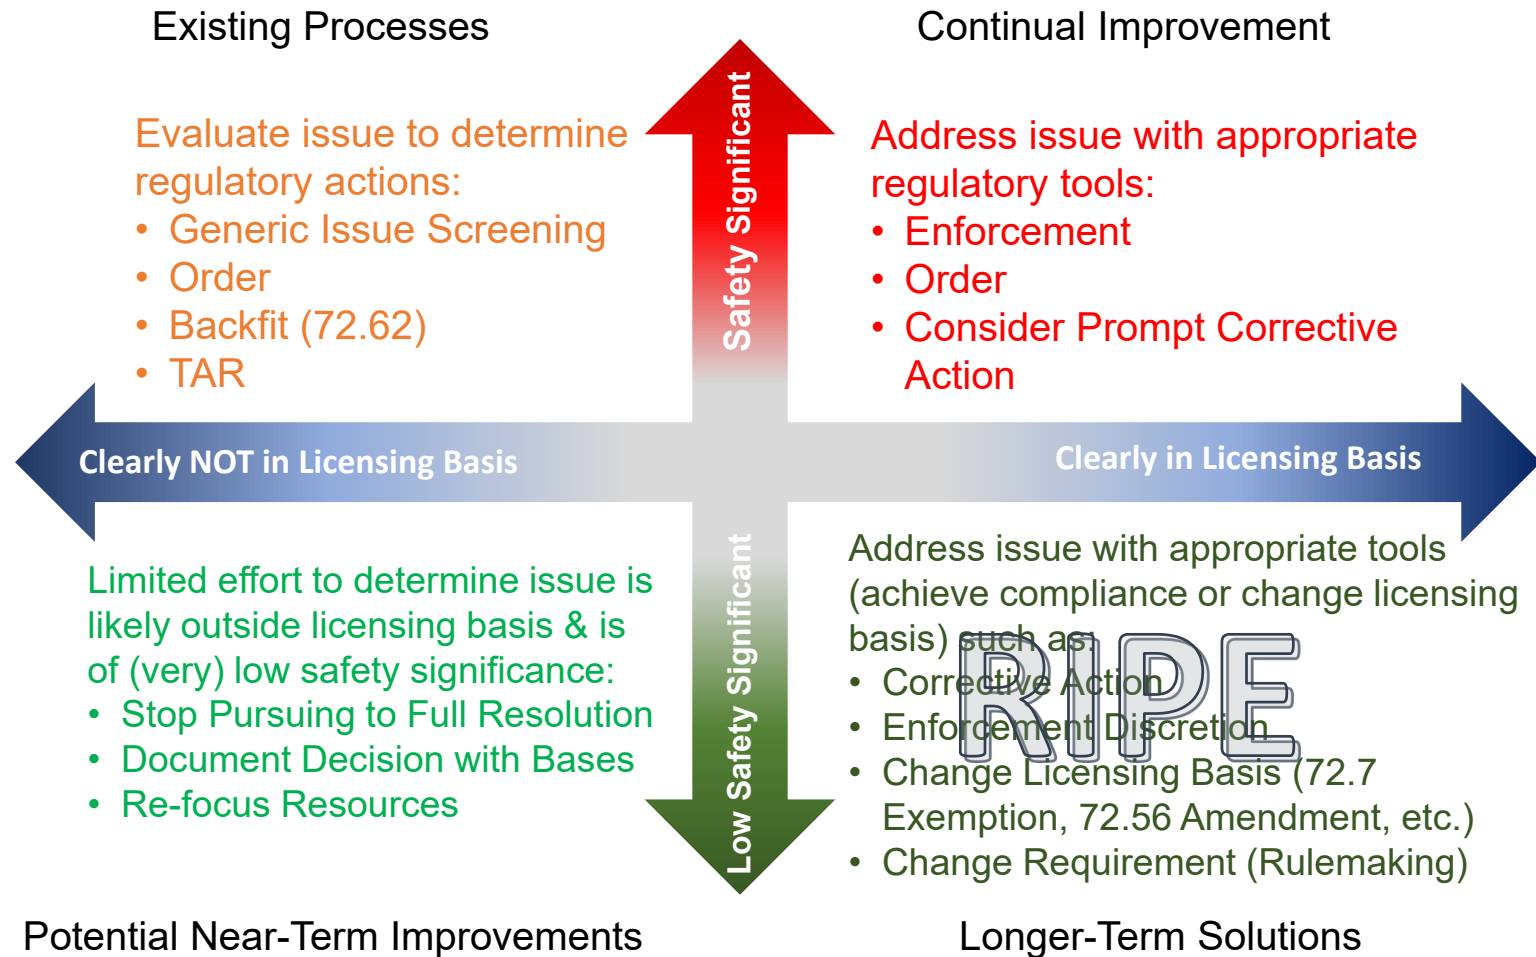 Existing Processes
Continual Improvement
Evaluate issue to determine
regulatory actions:
• Generic Issue Screening
• Order
• Backfit (72.62)
• TAR
Safety Significant
Address issue with appropriate
regulatory tools:
• Enforcement
• Order
• Consider Prompt Corrective
Action
Clearly NOT in Licensing Basis
Clearly in Licensing Basis
Limited effort to determine issue is
likely outside licensing basis & is
of (very) low safety significance:
• Stop Pursuing to Full Resolution
• Document Decision with Bases
• Re-focus Resources
Low Safety Significant
Address issue with appropriate tools
(achieve compliance or change licensing
basis) such as:
• Corrective Action
• Enforcement Discretion
• Change Licensing Basis (72.7
Exemption, 72.56 Amendment, etc.)
• Change Requirement (Rulemaking)
RIPE
Potential Near-Term Improvements
Longer-Term Solutions